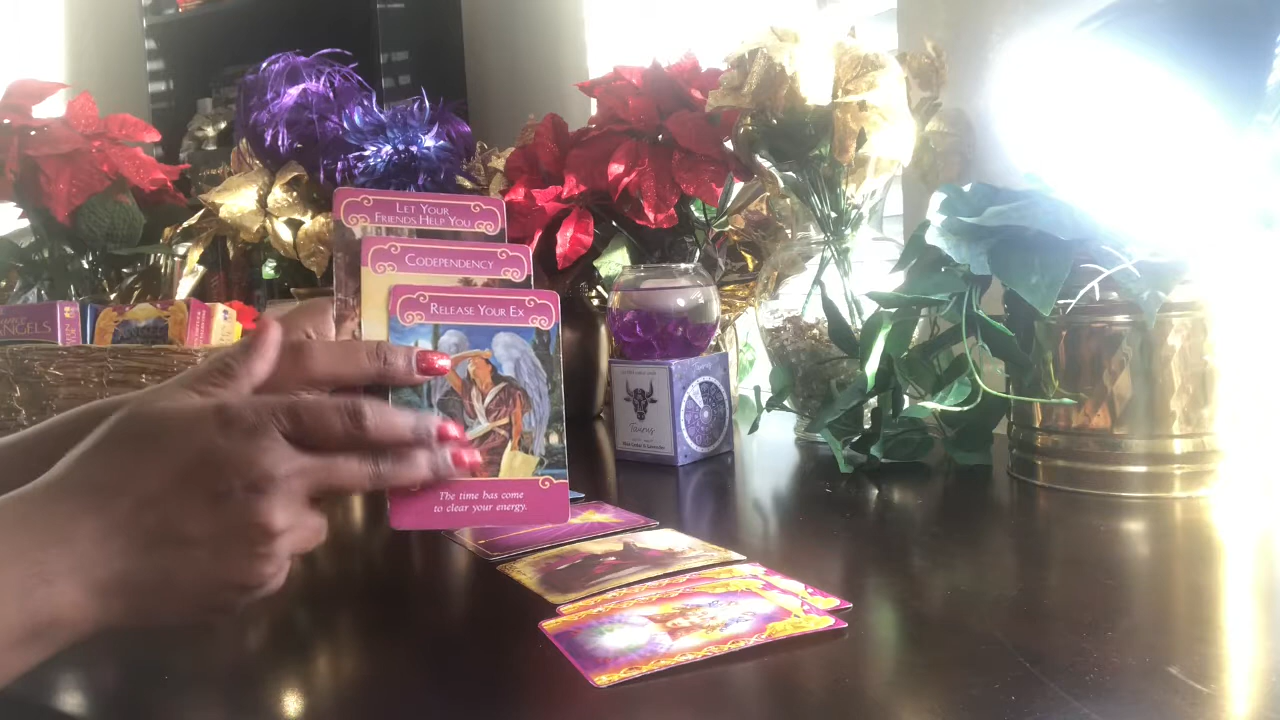 LET YOUR
FRIENDS HELP YOU
CODEPENDENCY
RELEASE YOUR EX
The time has come
to clear your energy.
ANGELS
Taurus